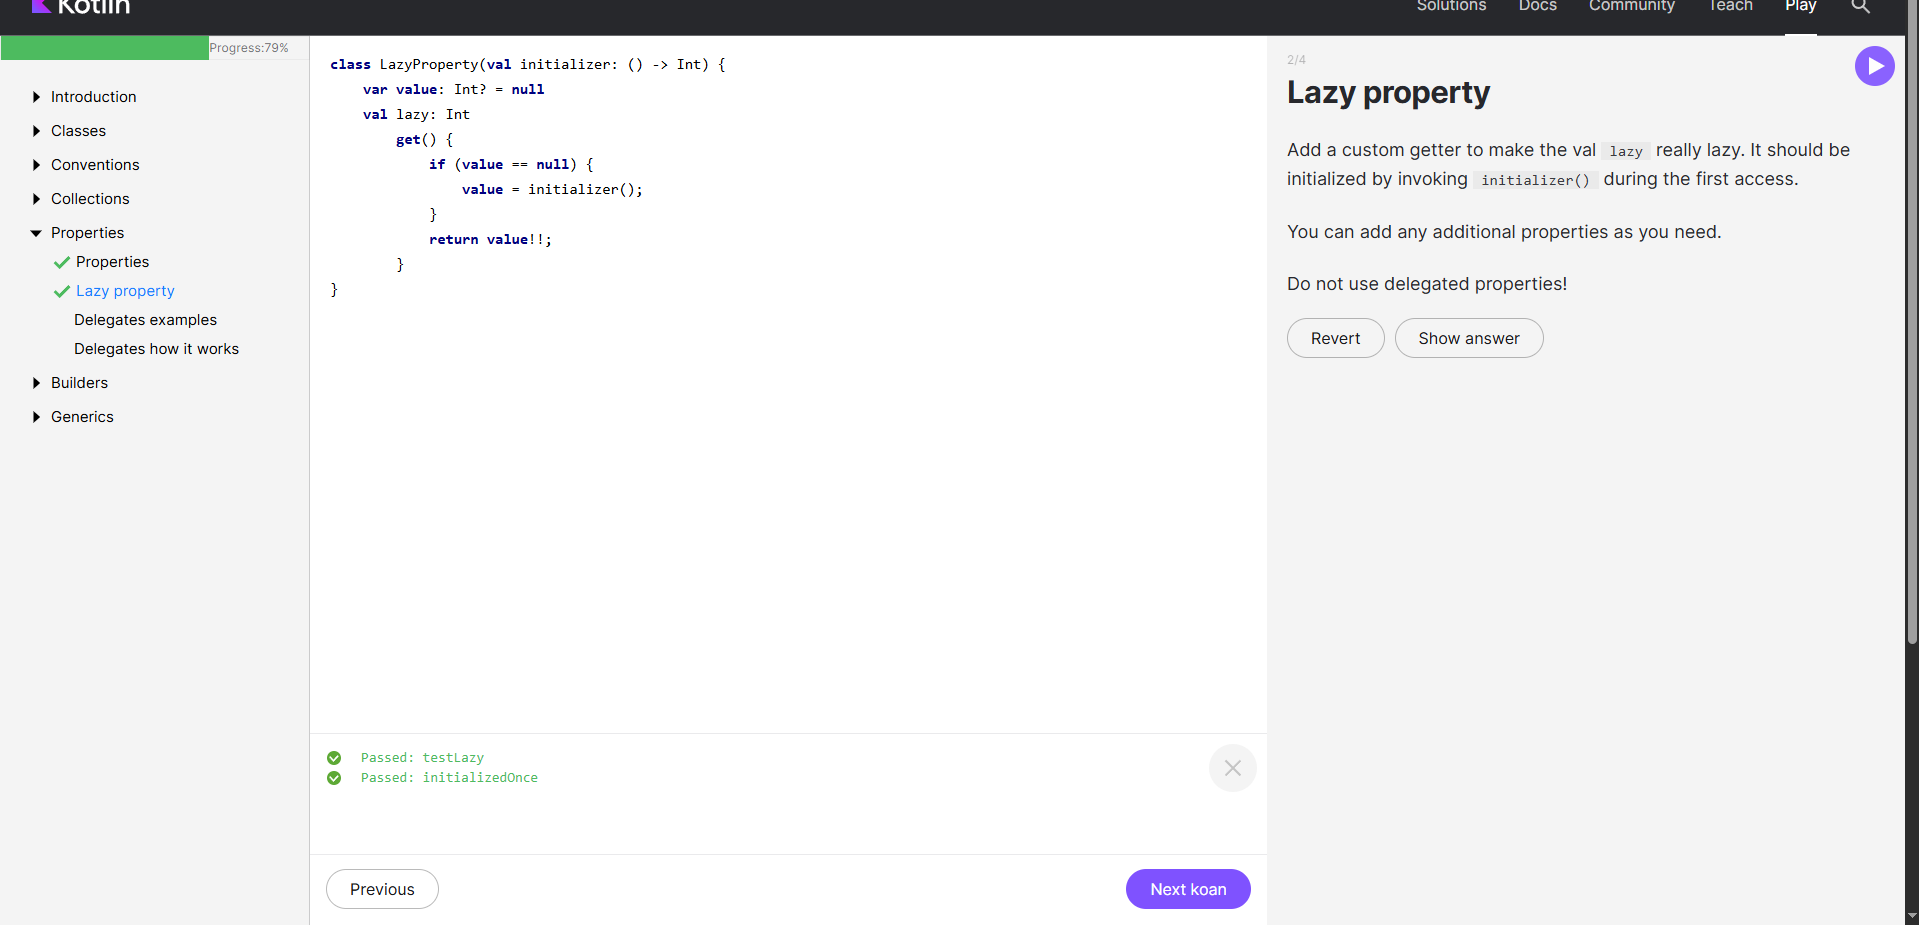 Kotlin
Solutions Docs Community Teach Play
Progress:79%
Introduction
Classes
Conventions
Collections
Properties
Properties
Lazy property
Delegates examples
Delegates how it works
Builders
Generics
class LazyProperty(val initializer: () -> Int) {
    var value: Int? = null
    val lazy: Int
        get() {
            if (value == null) {
                value = initializer();
            }
            return value!!;
        }
}
Passed: testLazy
Passed: initializedOnce
Previous
Next koan
2/4
Lazy property
Add a custom getter to make the val lazy really lazy. It should be
initialized by invoking initializer() during the first access.
You can add any additional properties as you need.
Do not use delegated properties!
Revert
Show answer